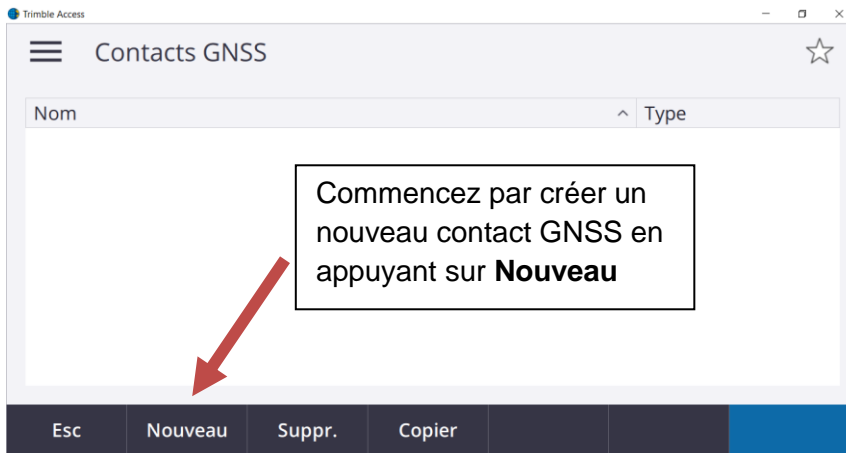 Trimble Access
Contacts GNSS
Nom Type
Commencez par créer un
nouveau contact GNSS en
appuyant sur Nouveau
Esc Nouveau Suppr. Copier